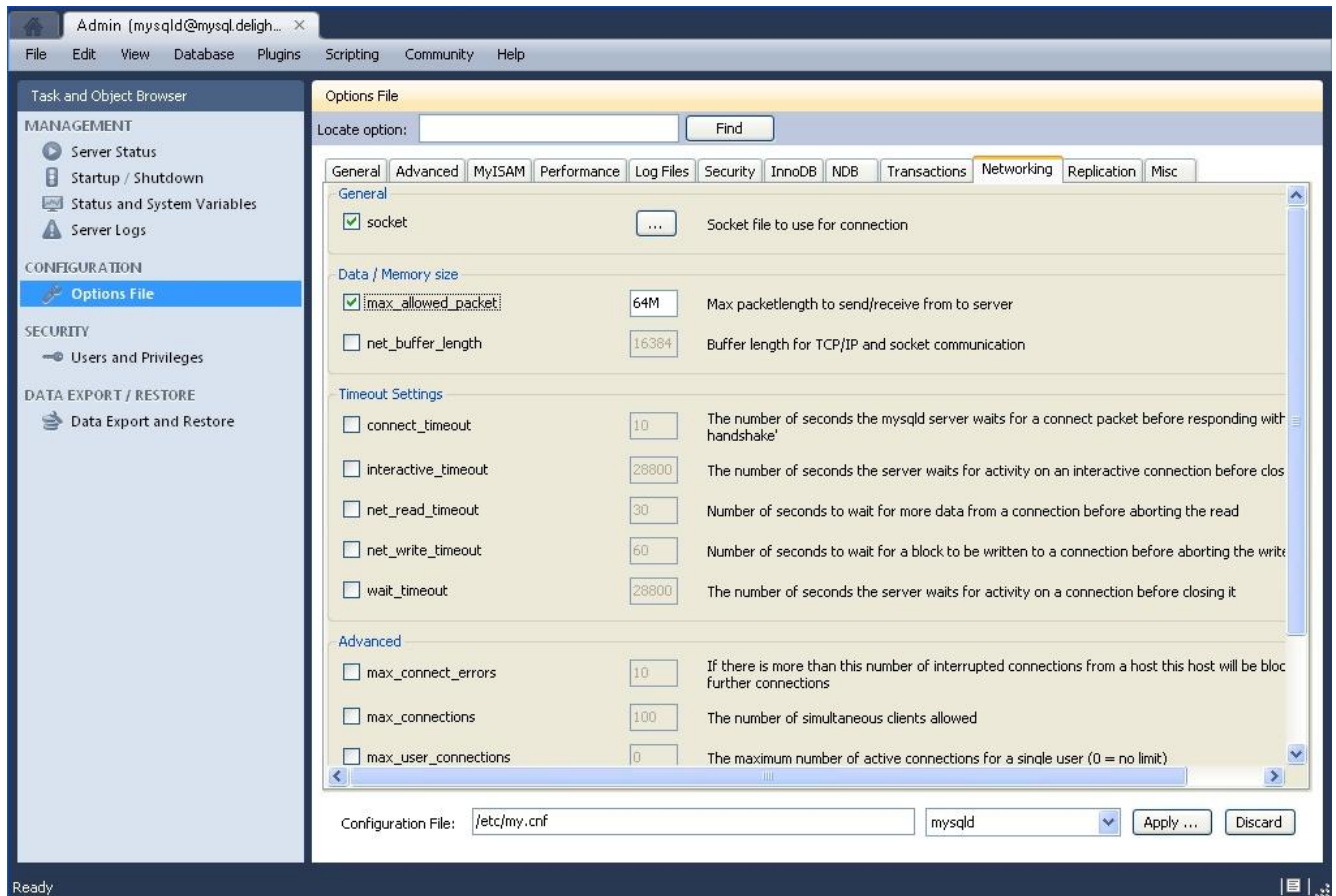 Admin (mysqld@mysql.deligh...
File Edit View Database Plugins Scripting Community Help
Task and Object Browser
MANAGEMENT
Server Status
Startup / Shutdown
Status and System Variables
Server Logs
CONFIGURATION
Options File
SECURITY
Users and Privileges
DATA EXPORT / RESTORE
Data Export and Restore
Options File
Locate option: Find
General Advanced MyISAM Performance Log Files Security InnoDB NDB Transactions Networking Replication Misc
General
socket ... Socket file to use for connection
Data / Memory size
max_allowed_packet 64M Max packetlength to send/receive from to server
net_buffer_length 16384 Buffer length for TCP/IP and socket communication
Timeout Settings
connect_timeout 10 The number of seconds the mysqld server waits for a connect packet before responding with
handshake'
interactive_timeout 28800 The number of seconds the server waits for activity on an interactive connection before clos
net_read_timeout 30 Number of seconds to wait for more data from a connection before aborting the read
net_write_timeout 60 Number of seconds to wait for a block to be written to a connection before aborting the write
wait_timeout 28800 The number of seconds the server waits for activity on a connection before closing it
Advanced
max_connect_errors 10 If there is more than this number of interrupted connections from a host this host will be bloc
further connections
max_connections 100 The number of simultaneous clients allowed
max_user_connections 0 The maximum number of active connections for a single user (0 = no limit)
Configuration File: /etc/my.cnf mysqld Apply ... Discard
Ready